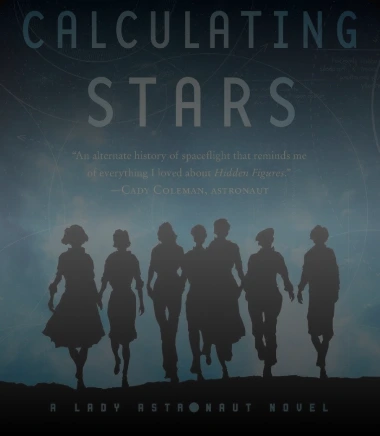 CALCULATING
STARS
"An alternate history of spaceflight that reminds me
of everything I loved about Hidden Figures."
—CADY COLEMAN, ASTRONAUT
A LADY ASTRONAUT NOVEL